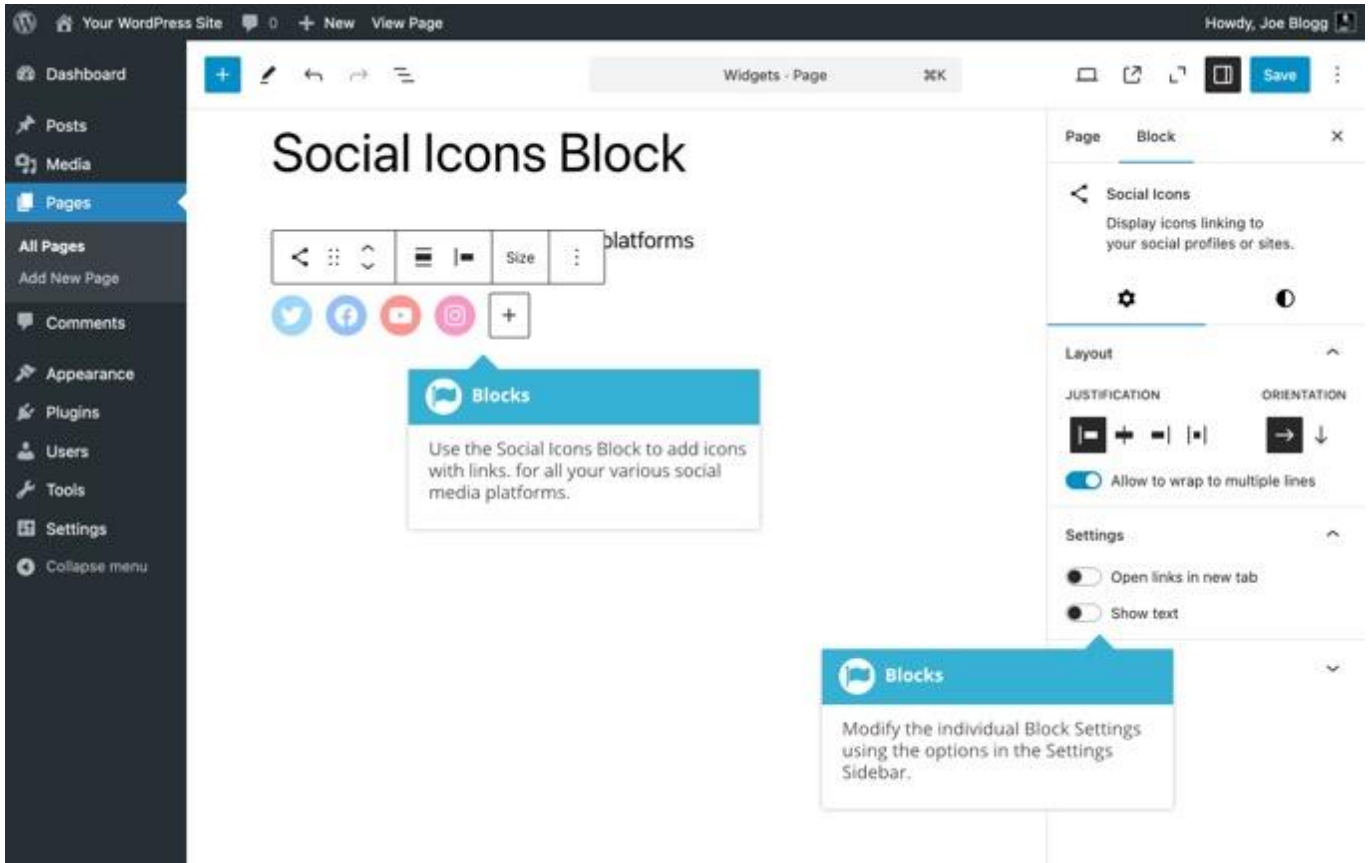 Your WordPress Site 0 + New View Page Howdy, Joe Blogg
Dashboard
Posts
Media
Pages
All Pages
Add New Page
Comments
Appearance
Plugins
Users
Tools
Settings
Collapse menu
Widgets · Page ⌘K
Save
Social Icons Block
platforms
Size
Blocks
Use the Social Icons Block to add icons
with links. for all your various social
media platforms.
Page Block
Social Icons
Display icons linking to
your social profiles or sites.
Layout
JUSTIFICATION ORIENTATION
Allow to wrap to multiple lines
Settings
Open links in new tab
Show text
Blocks
Modify the individual Block Settings
using the options in the Settings
Sidebar.